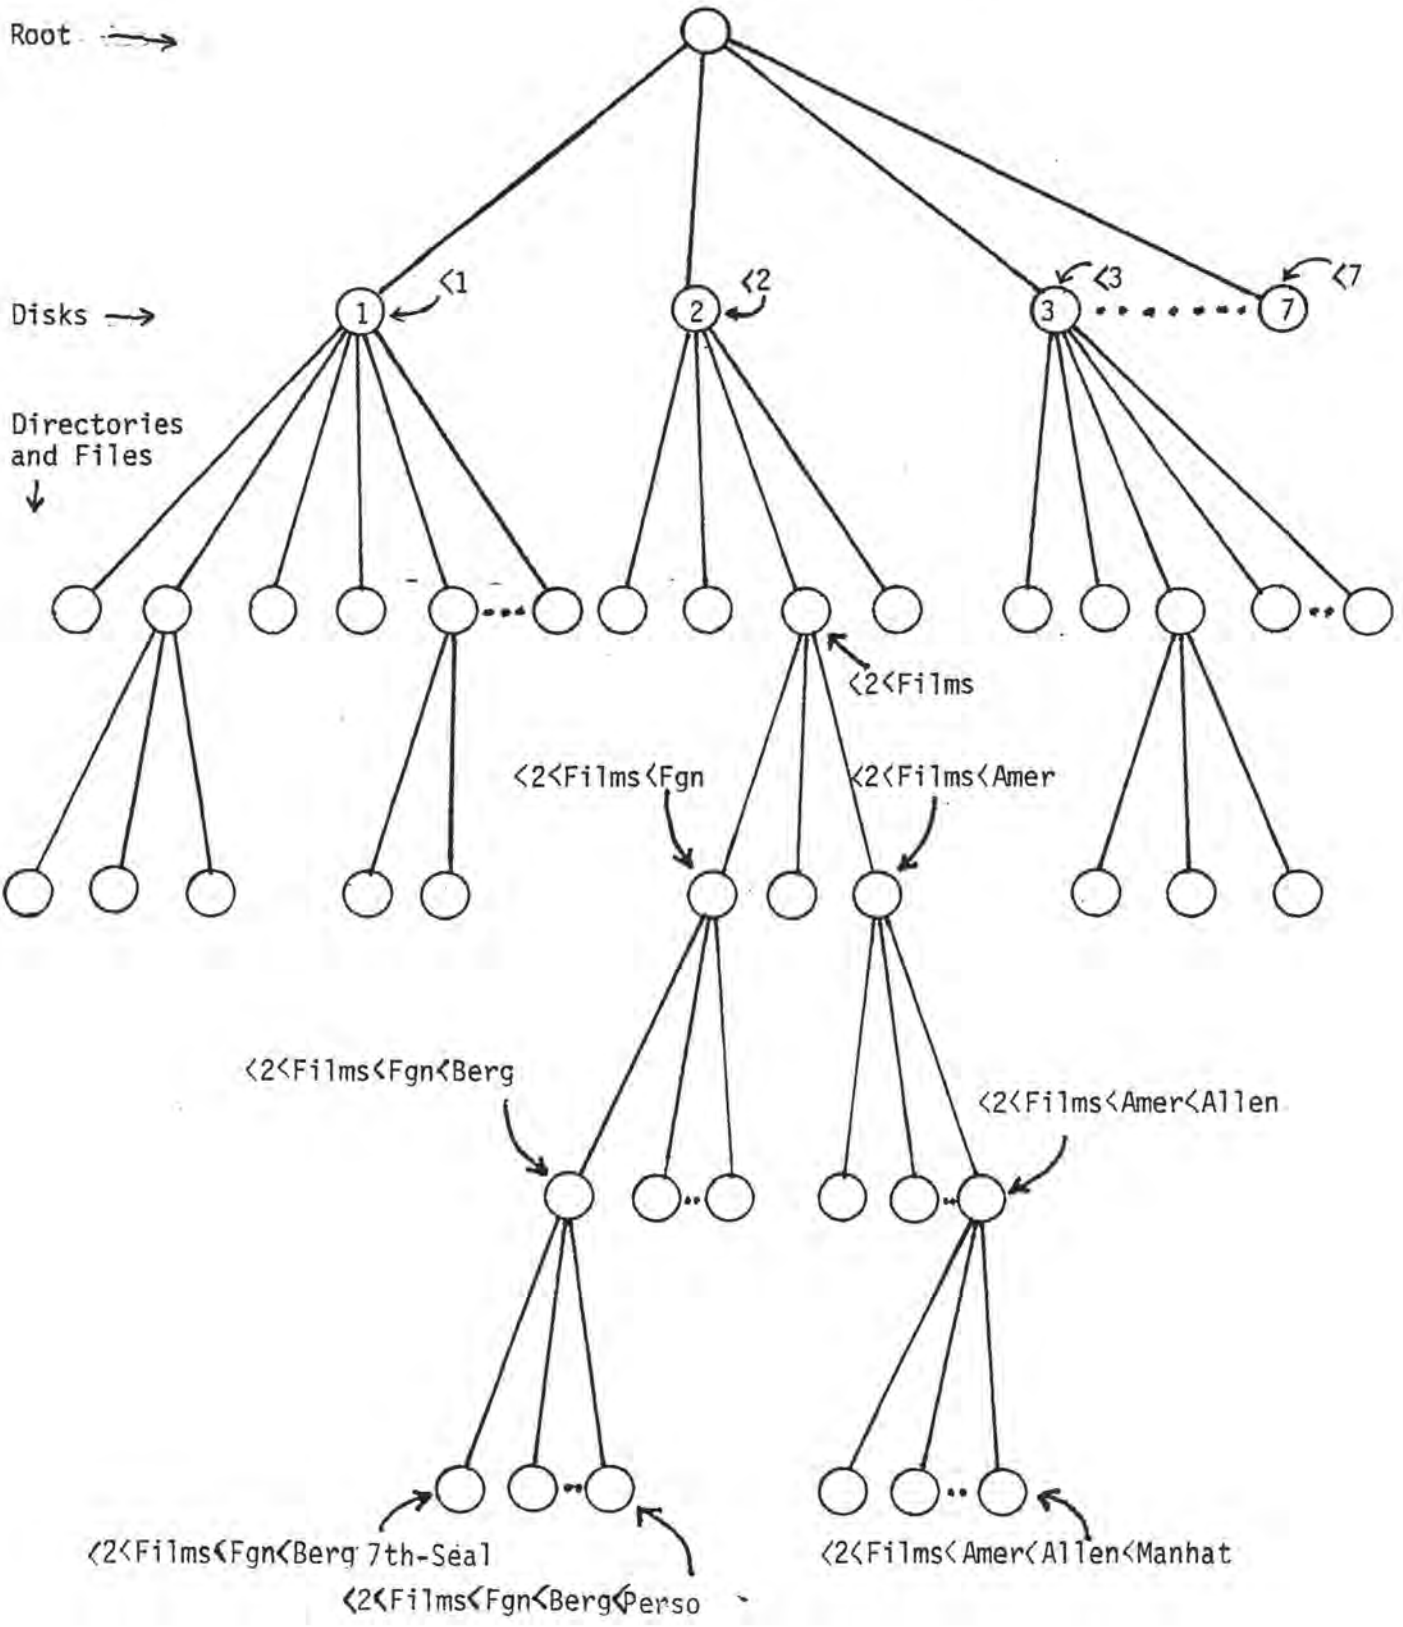 Root
<1
<2
<3
<7
Disks
1
2
3
7
Directories
and Files
<2<Films
<2<Films<Fgn
<2<Films<Amer
<2<Films<Fgn<Berg
<2<Films<Amer<Allen
<2<Films<Fgn<Berg 7th-Seal
<2<Films<Amer<Allen<Manhat
<2<Films<Fgn<Berg<Perso